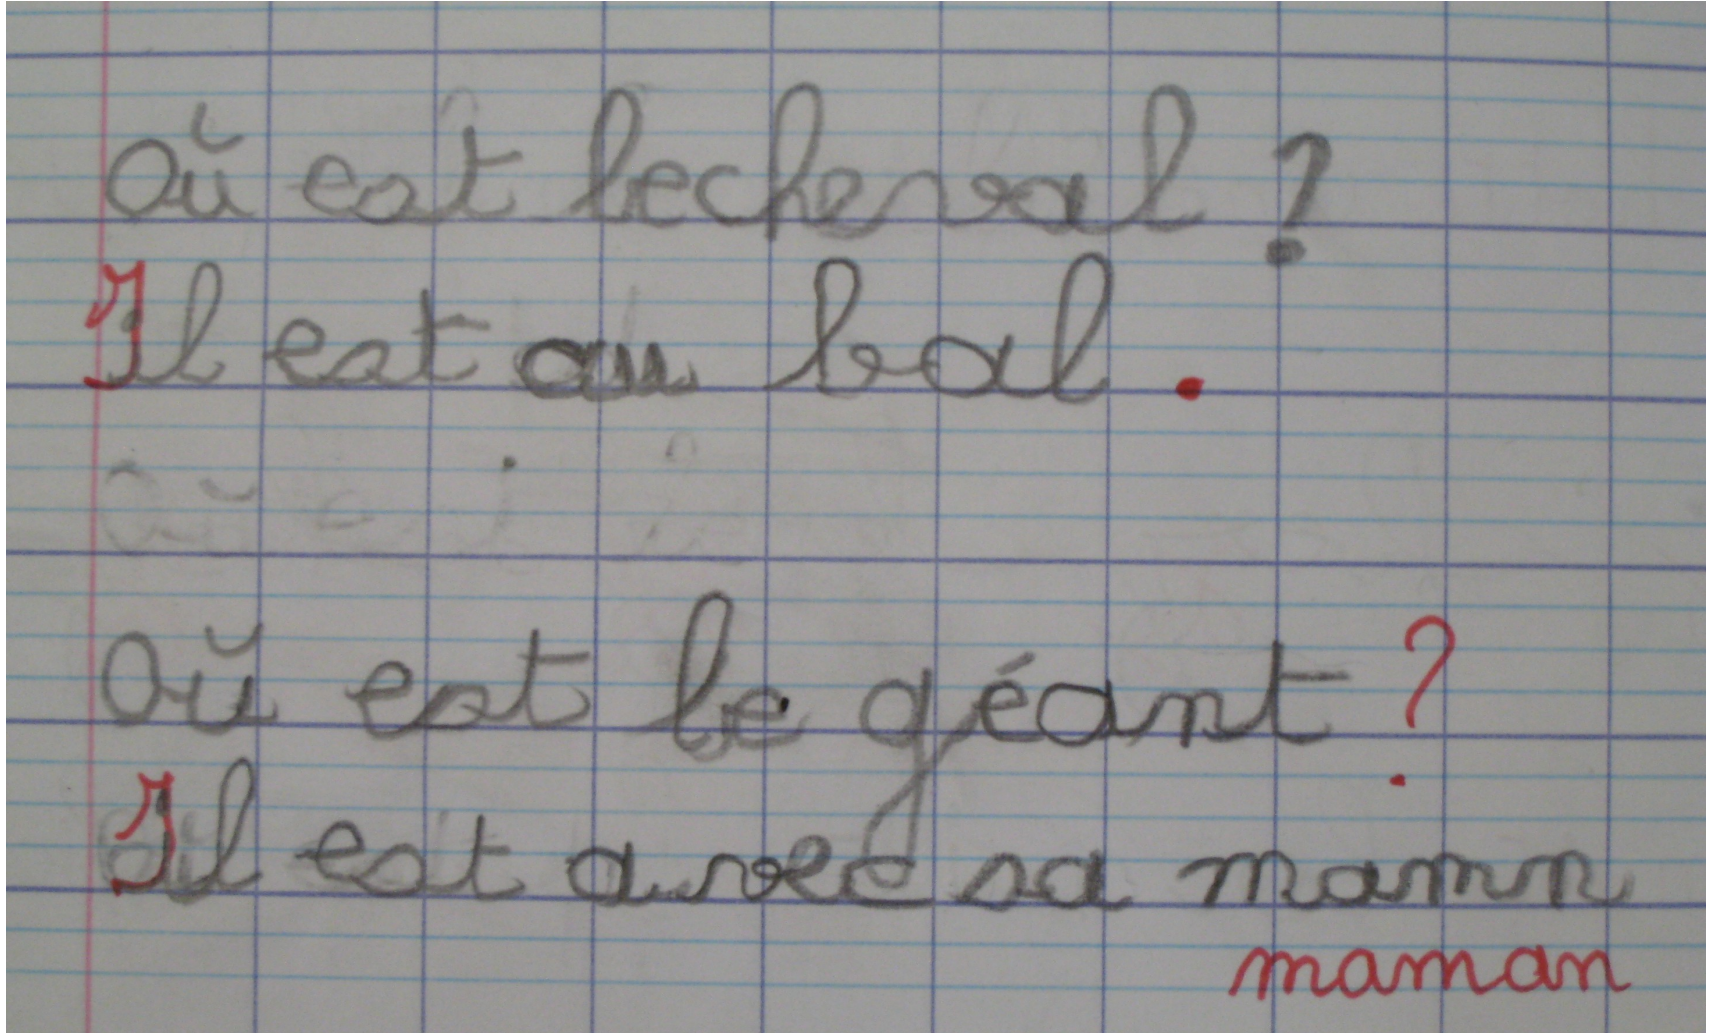 Où est lecheval ?
Il est au bal .
Où est le géant ?
Il est avec sa mamn
maman